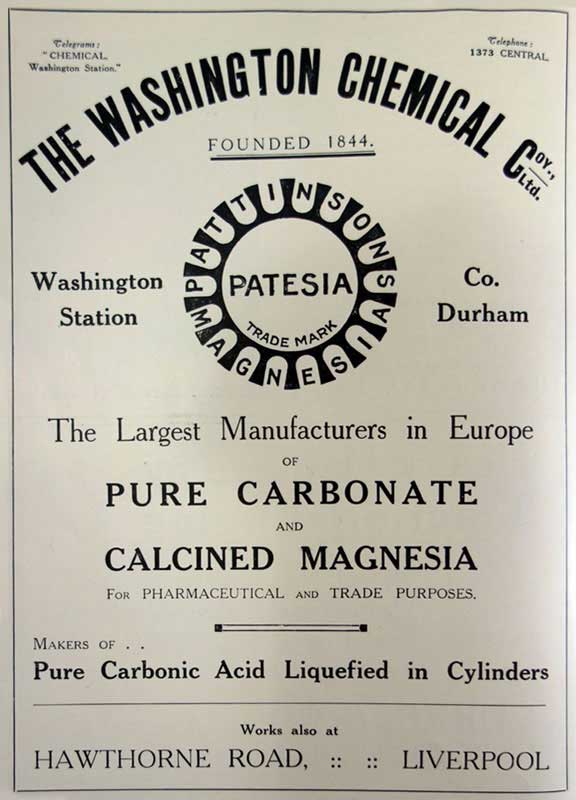 Telegrams:
"CHEMICAL,
Washington Station."
Telephone:
1373 CENTRAL.
THE WASHINGTON CHEMICAL COY., Ltd.
FOUNDED 1844.
PATTINSONS
MAGNESIA
PATESIA
TRADE MARK
Washington
Station
Co.
Durham
The Largest Manufacturers in Europe
OF
PURE CARBONATE
AND
CALCINED MAGNESIA
FOR PHARMACEUTICAL AND TRADE PURPOSES.
MAKERS OF . .
Pure Carbonic Acid Liquefied in Cylinders
Works also at
HAWTHORNE ROAD, :: :: LIVERPOOL